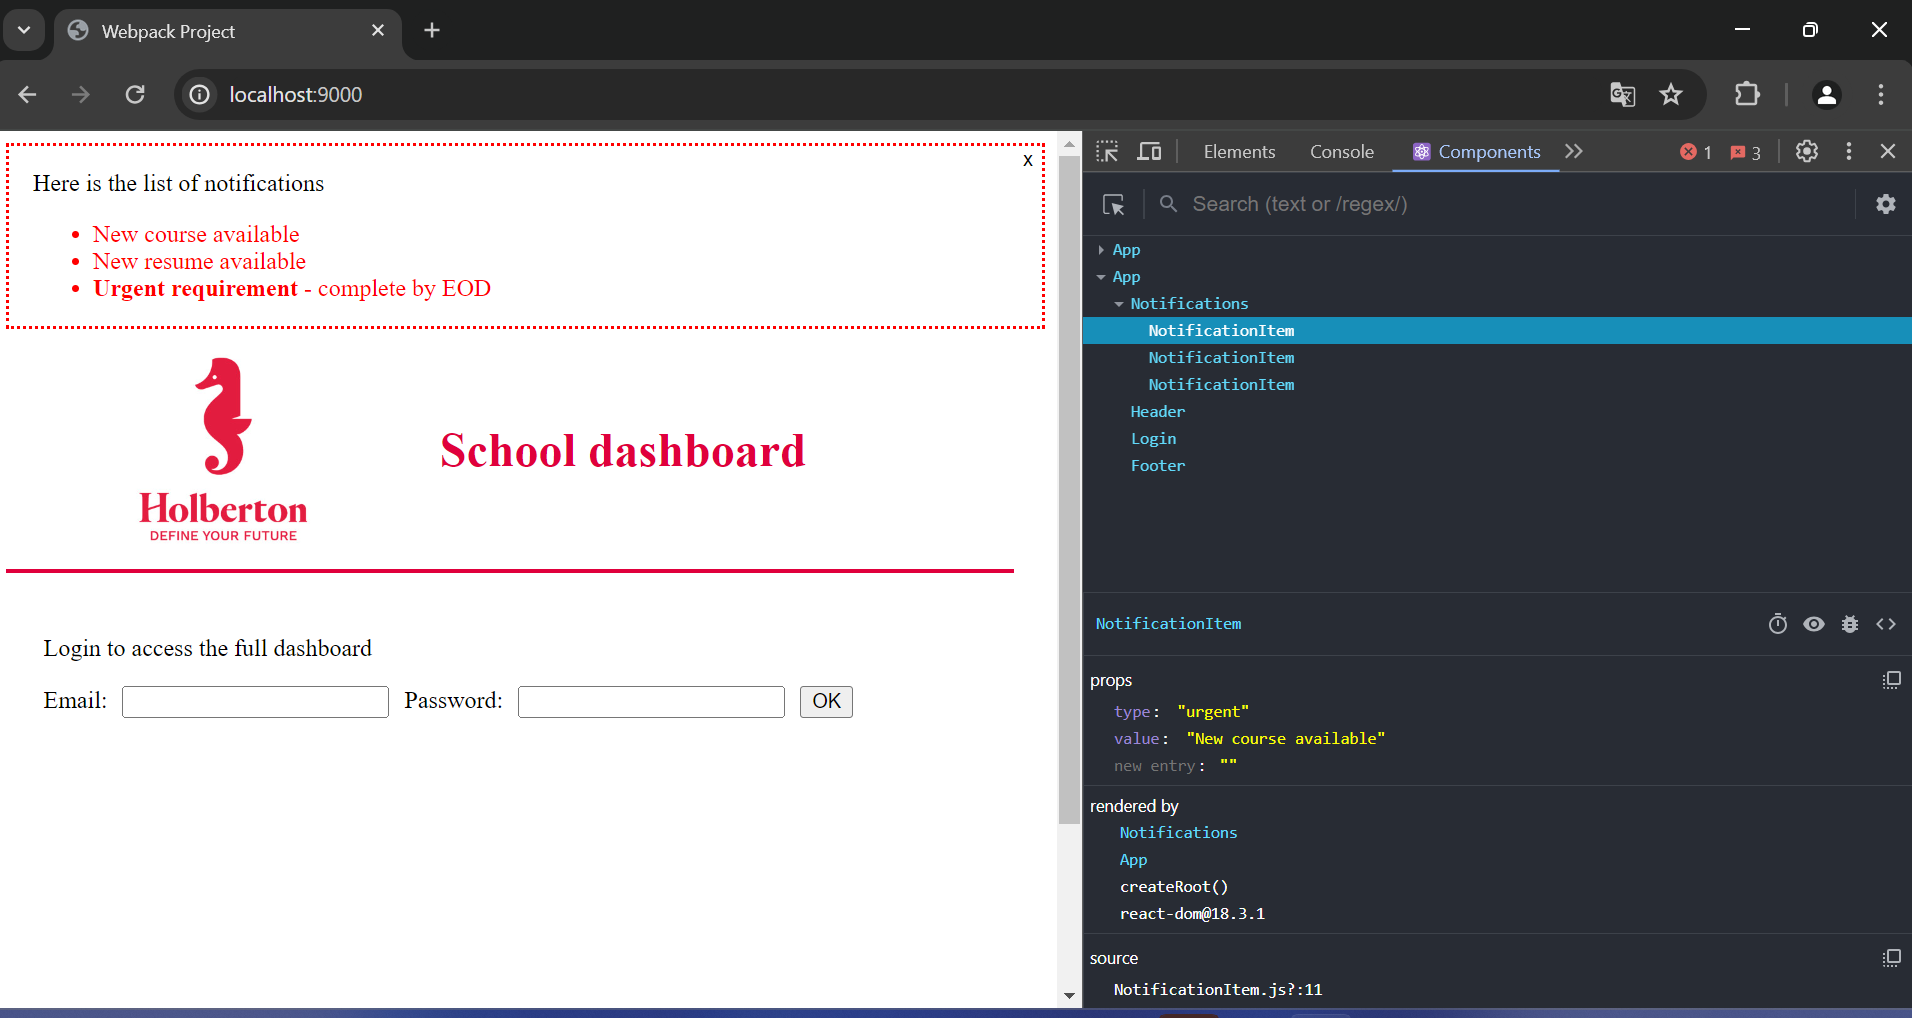 Webpack Project
localhost:9000
x
Here is the list of notifications
New course available
New resume available
Urgent requirement - complete by EOD
Holberton
DEFINE YOUR FUTURE
School dashboard
Login to access the full dashboard
Email: Password: OK
Elements Console Components 1 3
Search (text or /regex/)
App
App
Notifications
NotificationItem
NotificationItem
NotificationItem
Header
Login
Footer
NotificationItem
props
type: "urgent"
value: "New course available"
new entry: ""
rendered by
Notifications
App
createRoot()
react-dom@18.3.1
source
NotificationItem.js?:11